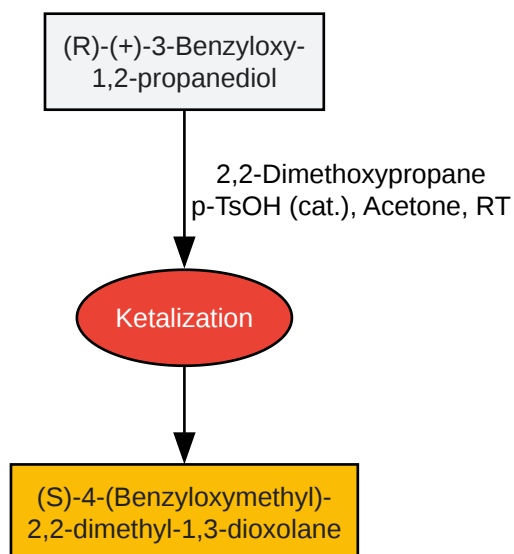 (R)-(+)-3-Benzyloxy-
1,2-propanediol
2,2-Dimethoxypropane
p-TsOH (cat.), Acetone, RT
Ketalization
(S)-4-(Benzyloxymethyl)-
2,2-dimethyl-1,3-dioxolane